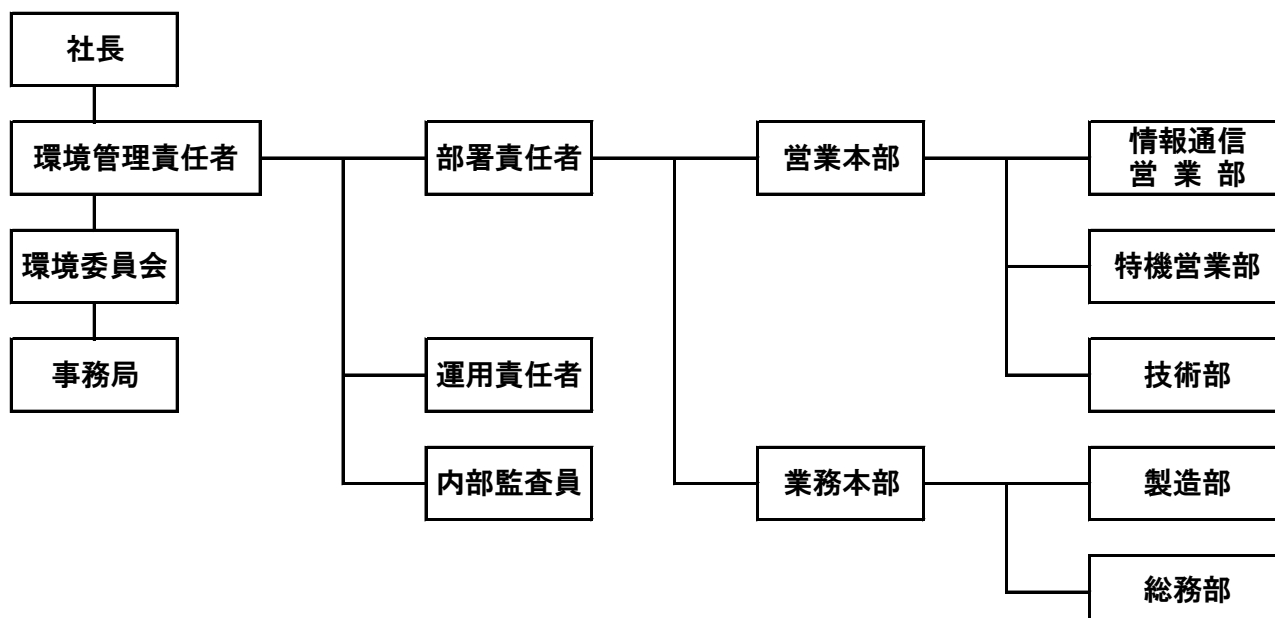 社長
環境管理責任者
部署責任者
営業本部
情報通信
営業部
環境委員会
特機営業部
事務局
運用責任者
技術部
内部監査員
業務本部
製造部
総務部